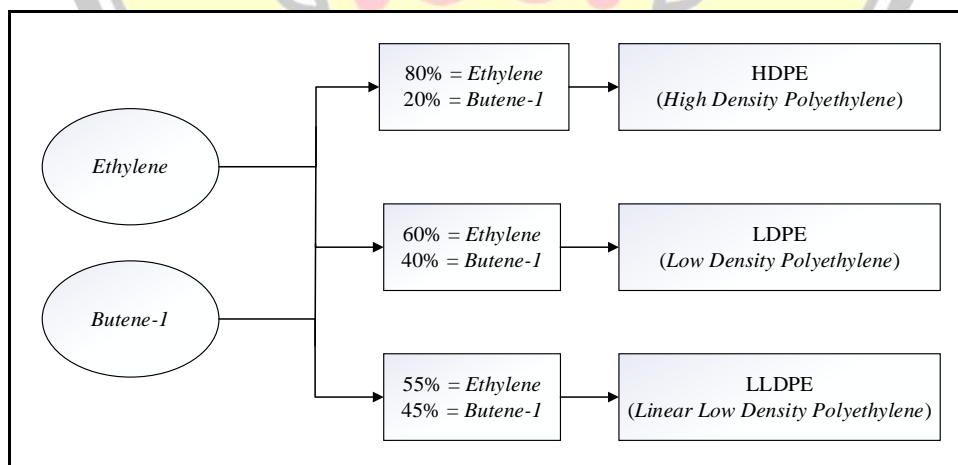 Ethylene
Butene-1
80% = Ethylene
20% = Butene-1
HDPE
(High Density Polyethylene)
60% = Ethylene
40% = Butene-1
LDPE
(Low Density Polyethylene)
55% = Ethylene
45% = Butene-1
LLDPE
(Linear Low Density Polyethylene)